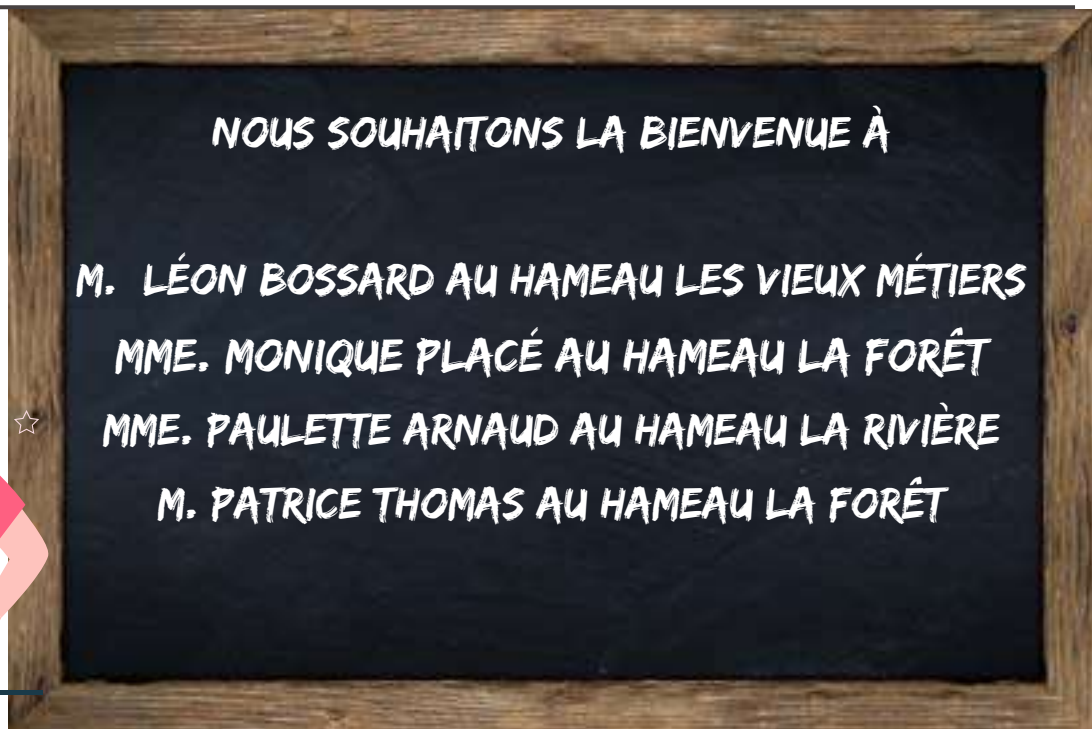 NOUS SOUHAITONS LA BIENVENUE À
M. LÉON BOSSARD AU HAMEAU LES VIEUX MÉTIERS
MME. MONIQUE PLACÉ AU HAMEAU LA FORÊT
MME. PAULETTE ARNAUD AU HAMEAU LA RIVIÈRE
M. PATRICE THOMAS AU HAMEAU LA FORÊT